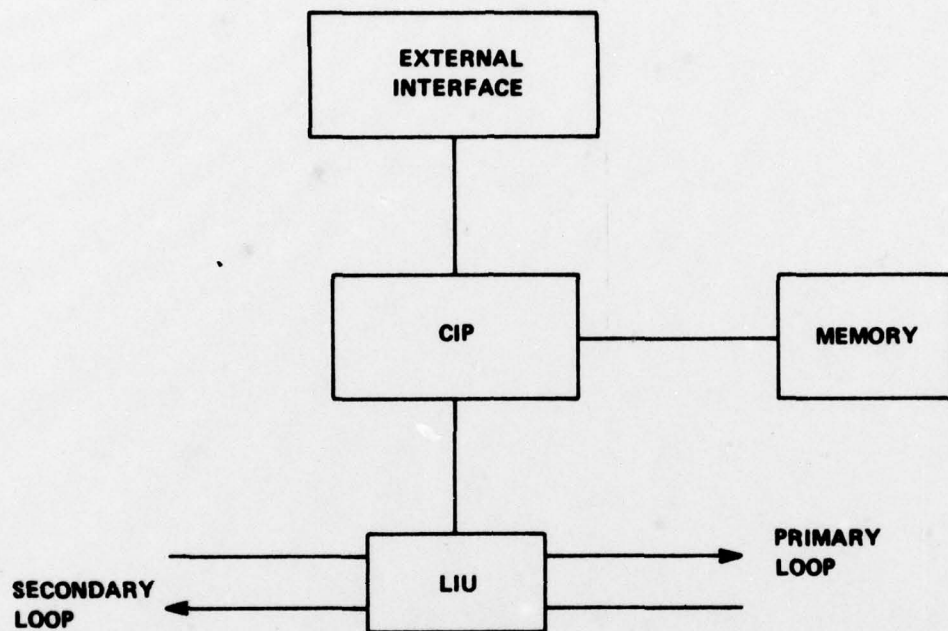 EXTERNAL
INTERFACE
CIP
MEMORY
PRIMARY
LOOP
LIU
SECONDARY
LOOP